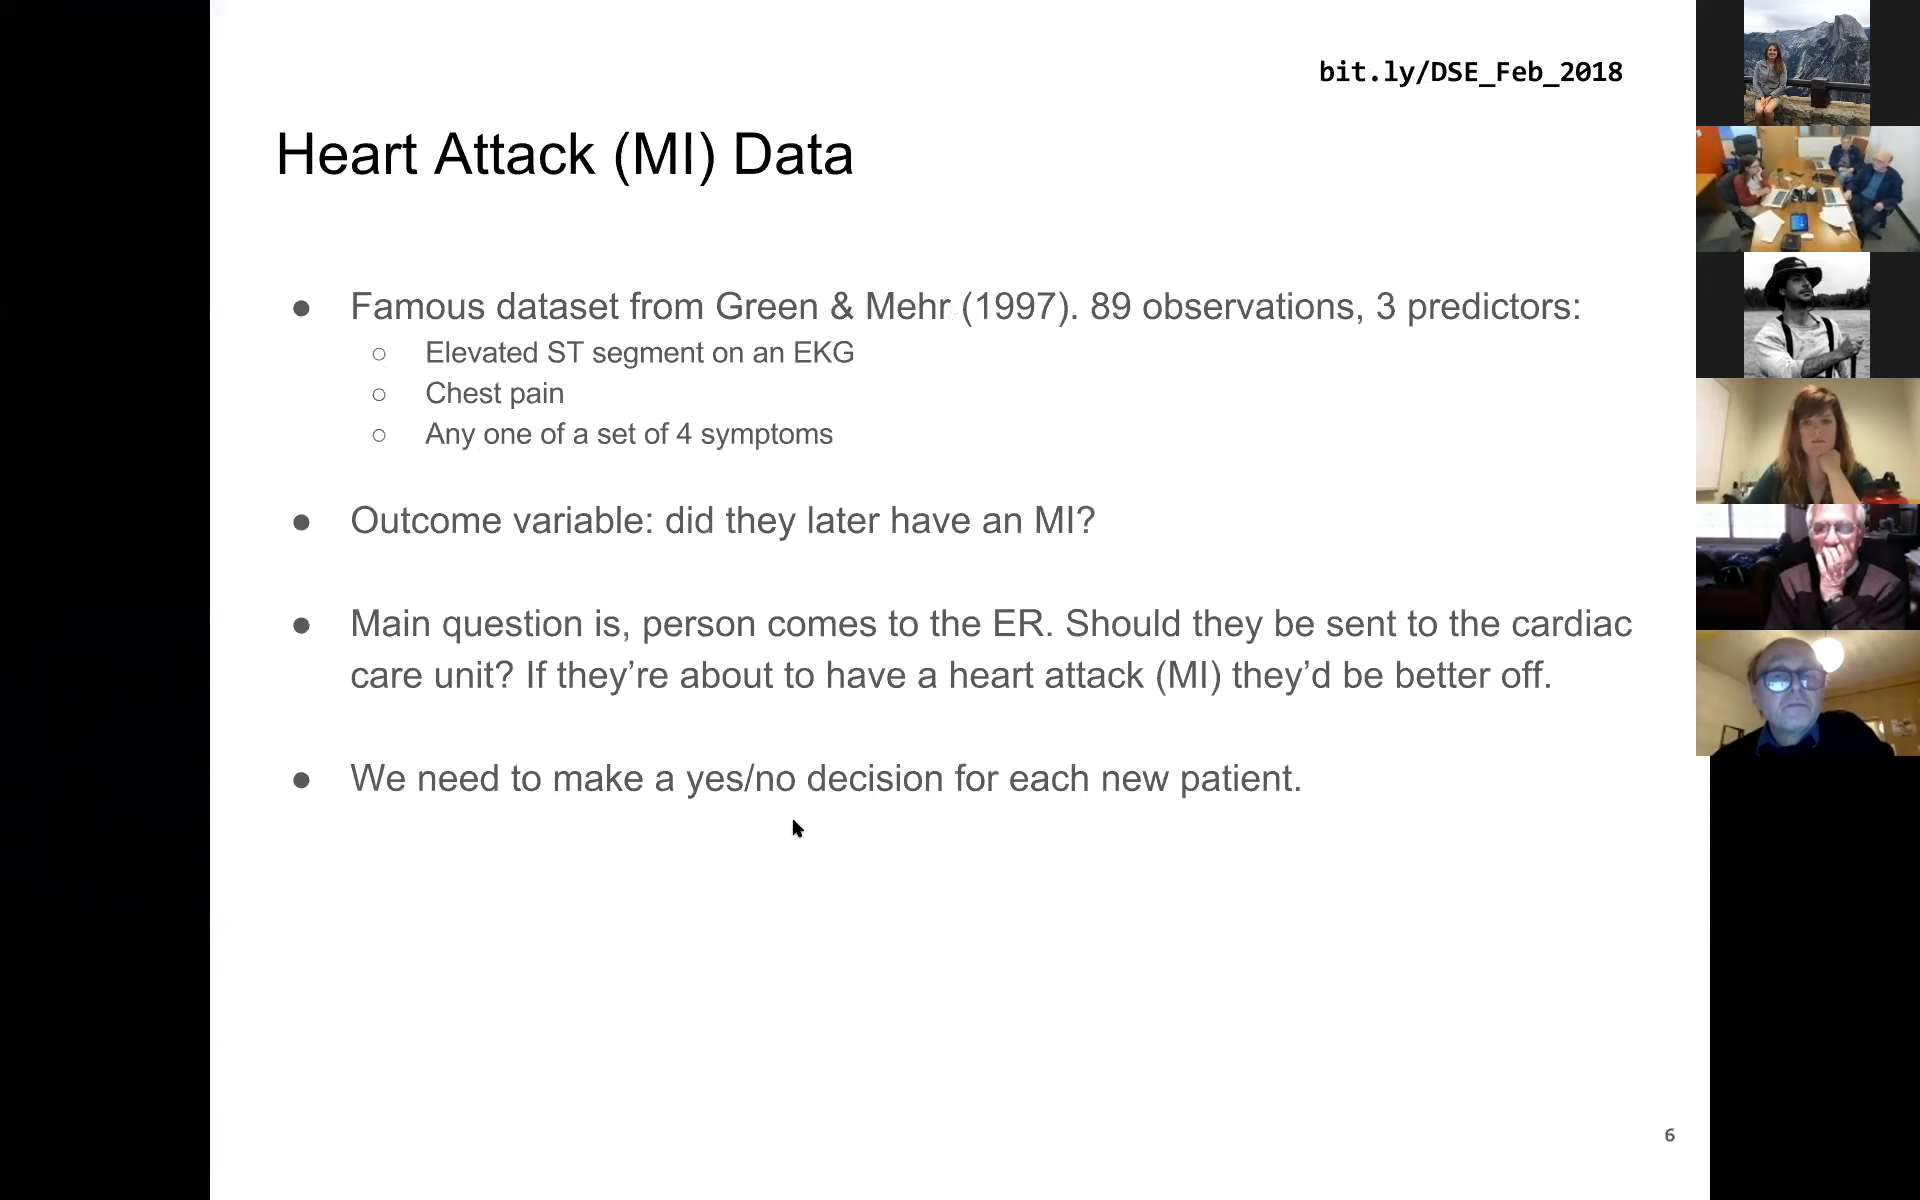 bit.ly/DSE_Feb_2018
Heart Attack (MI) Data
● Famous dataset from Green & Mehr (1997). 89 observations, 3 predictors:
○ Elevated ST segment on an EKG
○ Chest pain
○ Any one of a set of 4 symptoms
● Outcome variable: did they later have an MI?
● Main question is, person comes to the ER. Should they be sent to the cardiac
care unit? If they’re about to have a heart attack (MI) they’d be better off.
● We need to make a yes/no decision for each new patient.
6